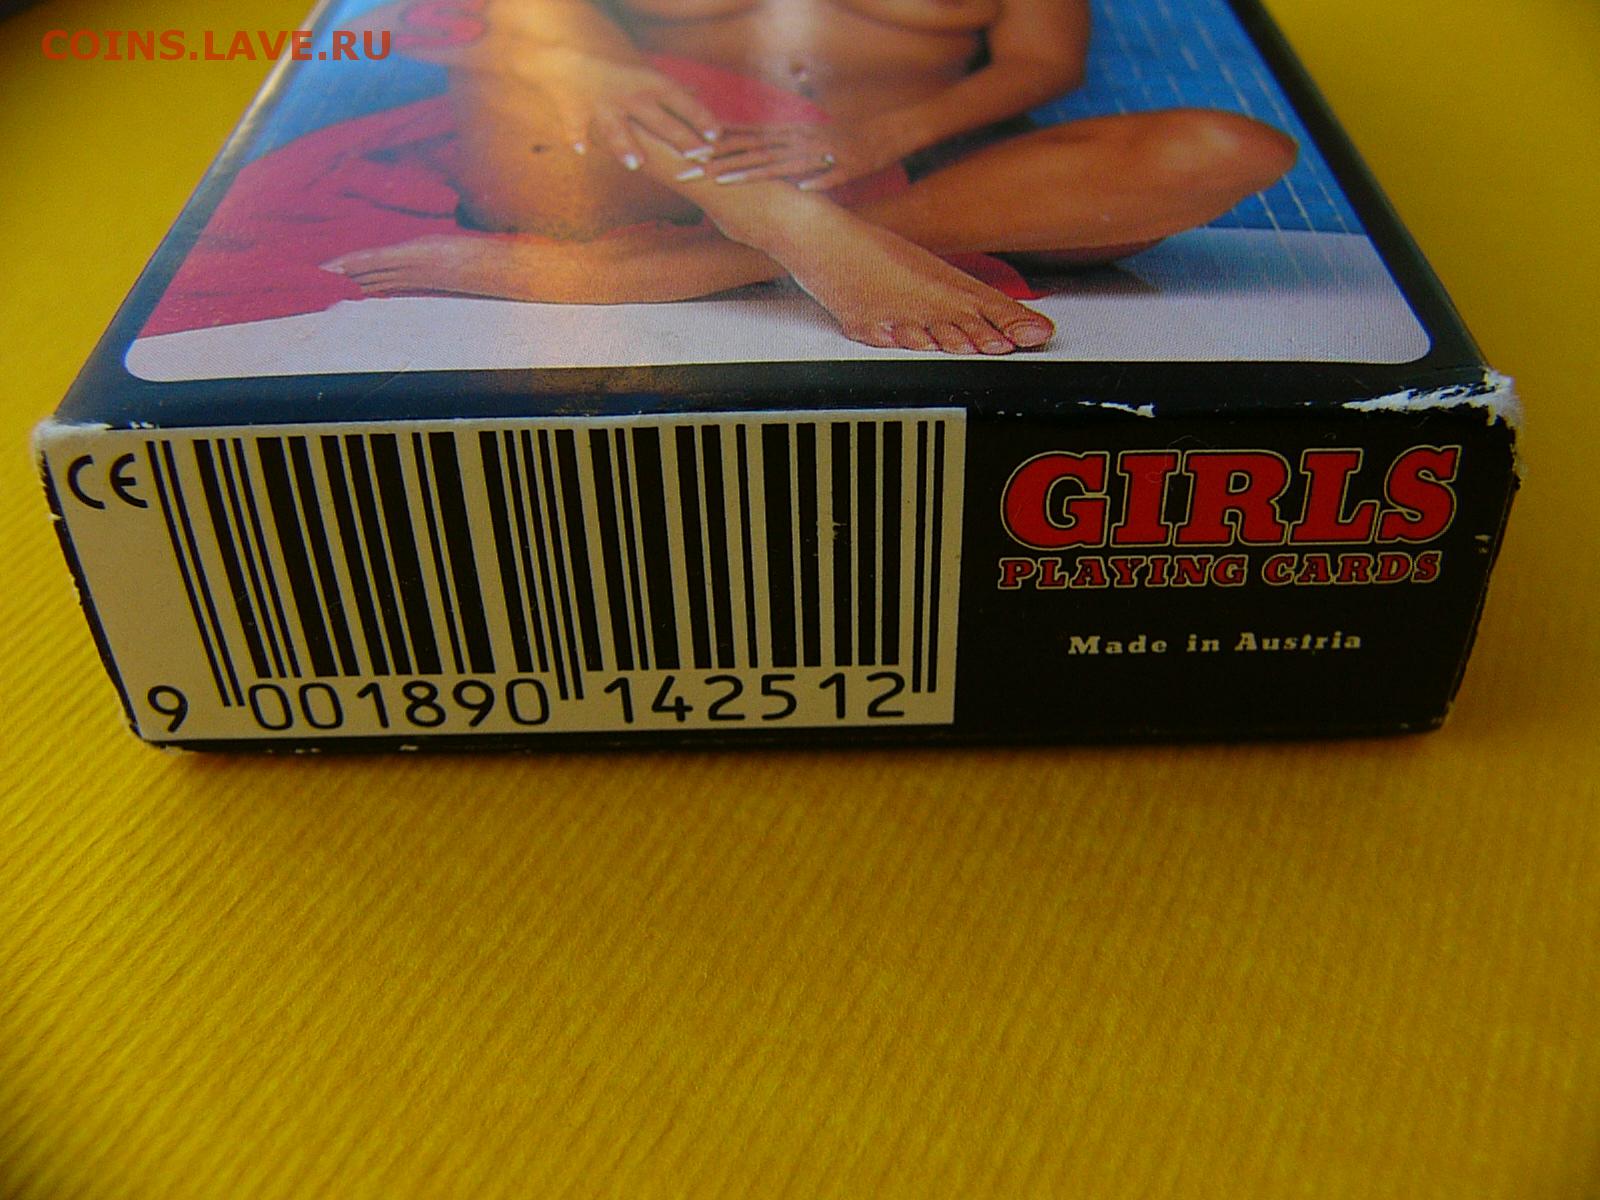 COINS.LAVE.RU
S
CE
9 001890 142512
GIRLS
PLAYING CARDS
Made in Austria